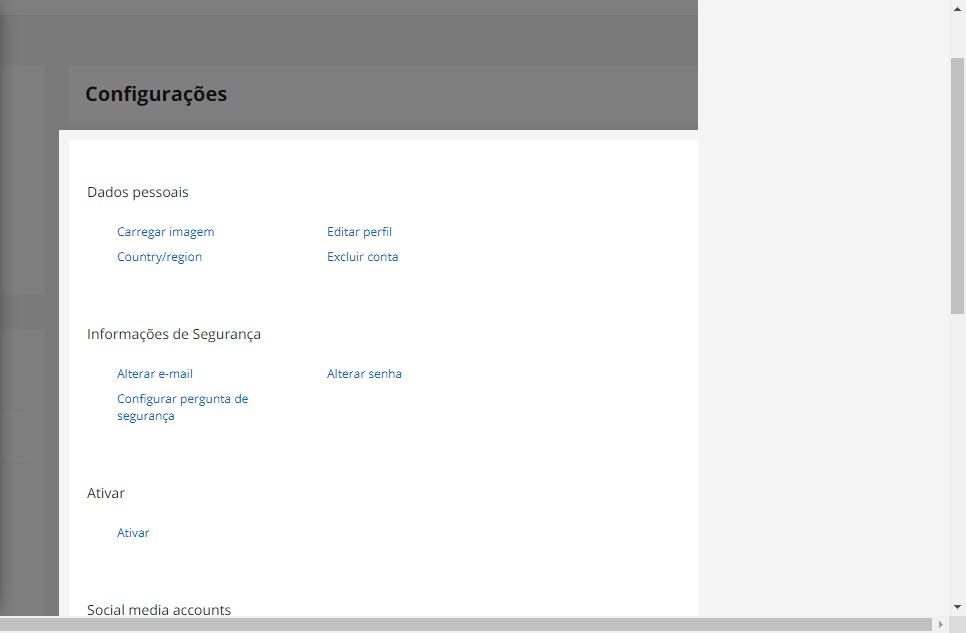 Configurações
Dados pessoais
Carregar imagem Editar perfil
Country/region Excluir conta
Informações de Segurança
Alterar e-mail Alterar senha
Configurar pergunta de
segurança
Ativar
Ativar
Social media accounts